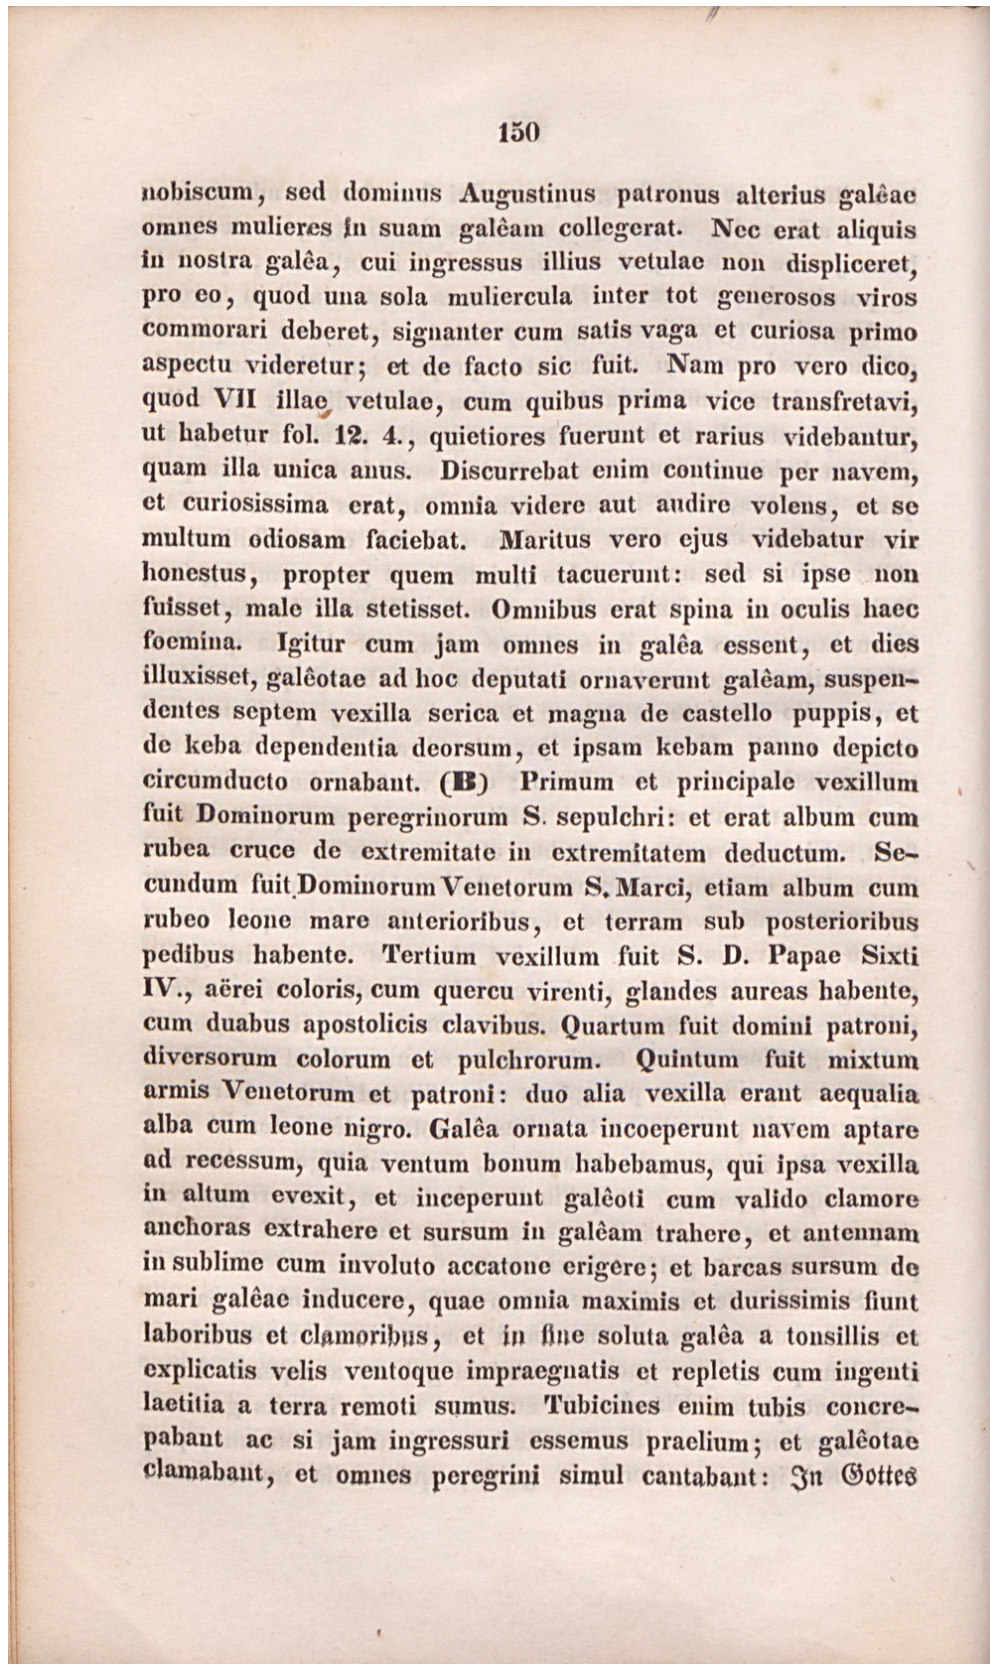 150
nobiscum, sed dominus Augustinus patronus alterius galêae
omnes mulieres in suam galêam collegerat. Nec erat aliquis
in nostra galêa, cui ingressus illius vetulae non displiceret,
pro eo, quod una sola muliercula inter tot generosos viros
commorari deberet, signanter cum satis vaga et curiosa primo
aspectu videretur; et de facto sic fuit. Nam pro vero dico,
quod VII illae vetulae, cum quibus prima vice transfretavi,
ut habetur fol. 12. 4., quietiores fuerunt et rarius videbantur,
quam illa unica anus. Discurrebat enim continue per navem,
et curiosissima erat, omnia videre aut audire volens, et se
multum odiosam faciebat. Maritus vero ejus videbatur vir
honestus, propter quem multi tacuerunt: sed si ipse non
fuisset, male illa stetisset. Omnibus erat spina in oculis haec
foemina. Igitur cum jam omnes in galêa essent, et dies
illuxisset, galêotae ad hoc deputati ornaverunt galêam, suspen-
dentes septem vexilla serica et magna de castello puppis, et
de keba dependentia deorsum, et ipsam kebam panno depicto
circumducto ornabant. (B) Primum et principale vexillum
fuit Dominorum peregrinorum S. sepulchri: et erat album cum
rubea cruce de extremitate in extremitatem deductum. Se-
cundum fuit Dominorum Venetorum S. Marci, etiam album cum
rubeo leone mare anterioribus, et terram sub posterioribus
pedibus habente. Tertium vexillum fuit S. D. Papae Sixti
IV., aërei coloris, cum quercu virenti, glandes aureas habente,
cum duabus apostolicis clavibus. Quartum fuit domini patroni,
diversorum colorum et pulchrorum. Quintum fuit mixtum
armis Venetorum et patroni: duo alia vexilla erant aequalia
alba cum leone nigro. Galêa ornata incoeperunt navem aptare
ad recessum, quia ventum bonum habebamus, qui ipsa vexilla
in altum evexit, et inceperunt galêoti cum valido clamore
anchoras extrahere et sursum in galêam trahere, et antennam
in sublime cum involuto accatone erigere; et barcas sursum de
mari galêae inducere, quae omnia maximis et durissimis fiunt
laboribus et clamoribus, et in fine soluta galêa a tonsillis et
explicatis velis ventoque impraegnatis et repletis cum ingenti
laetitia a terra remoti sumus. Tubicines enim tubis concre-
pabant ac si jam ingressuri essemus praelium; et galêotae
clamabant, et omnes peregrini simul cantabant: In Gottes